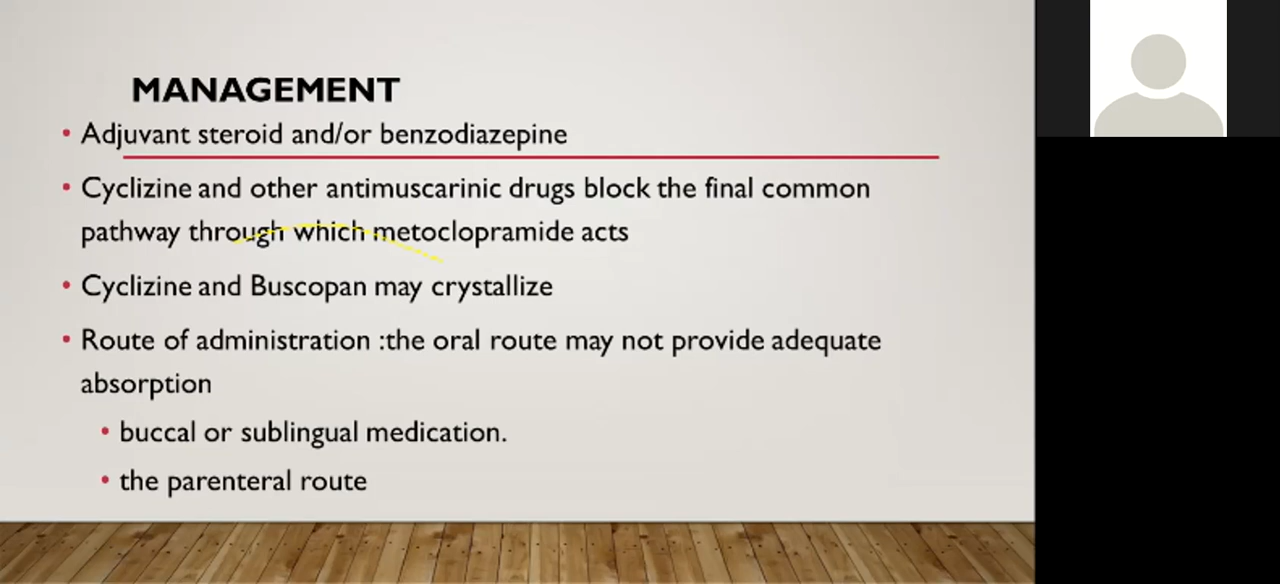 MANAGEMENT
• Adjuvant steroid and/or benzodiazepine
• Cyclizine and other antimuscarinic drugs block the final common
pathway through which metoclopramide acts
• Cyclizine and Buscopan may crystallize
• Route of administration :the oral route may not provide adequate
absorption
• buccal or sublingual medication.
• the parenteral route